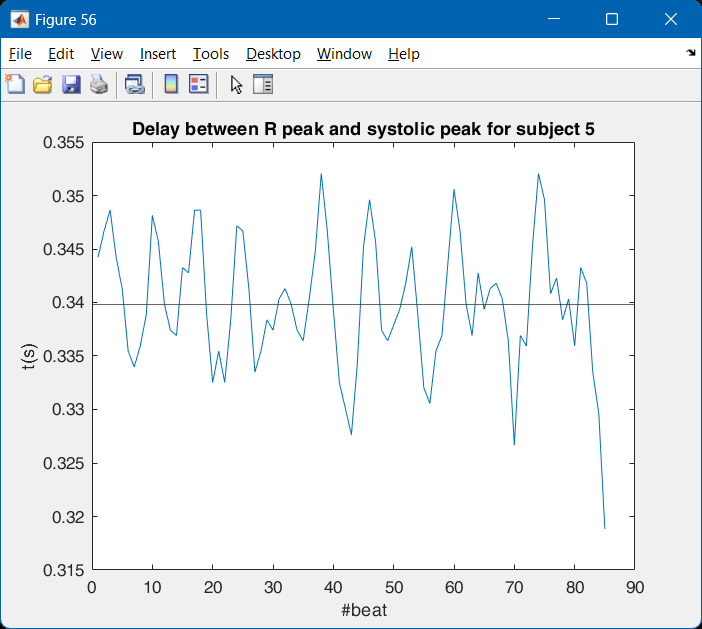 Figure 56
File Edit View Insert Tools Desktop Window Help
Delay between R peak and systolic peak for subject 5
0.355
0.35
0.345
0.34
0.335
0.33
0.325
0.32
0.315
t(s)
0 10 20 30 40 50 60 70 80 90
#beat